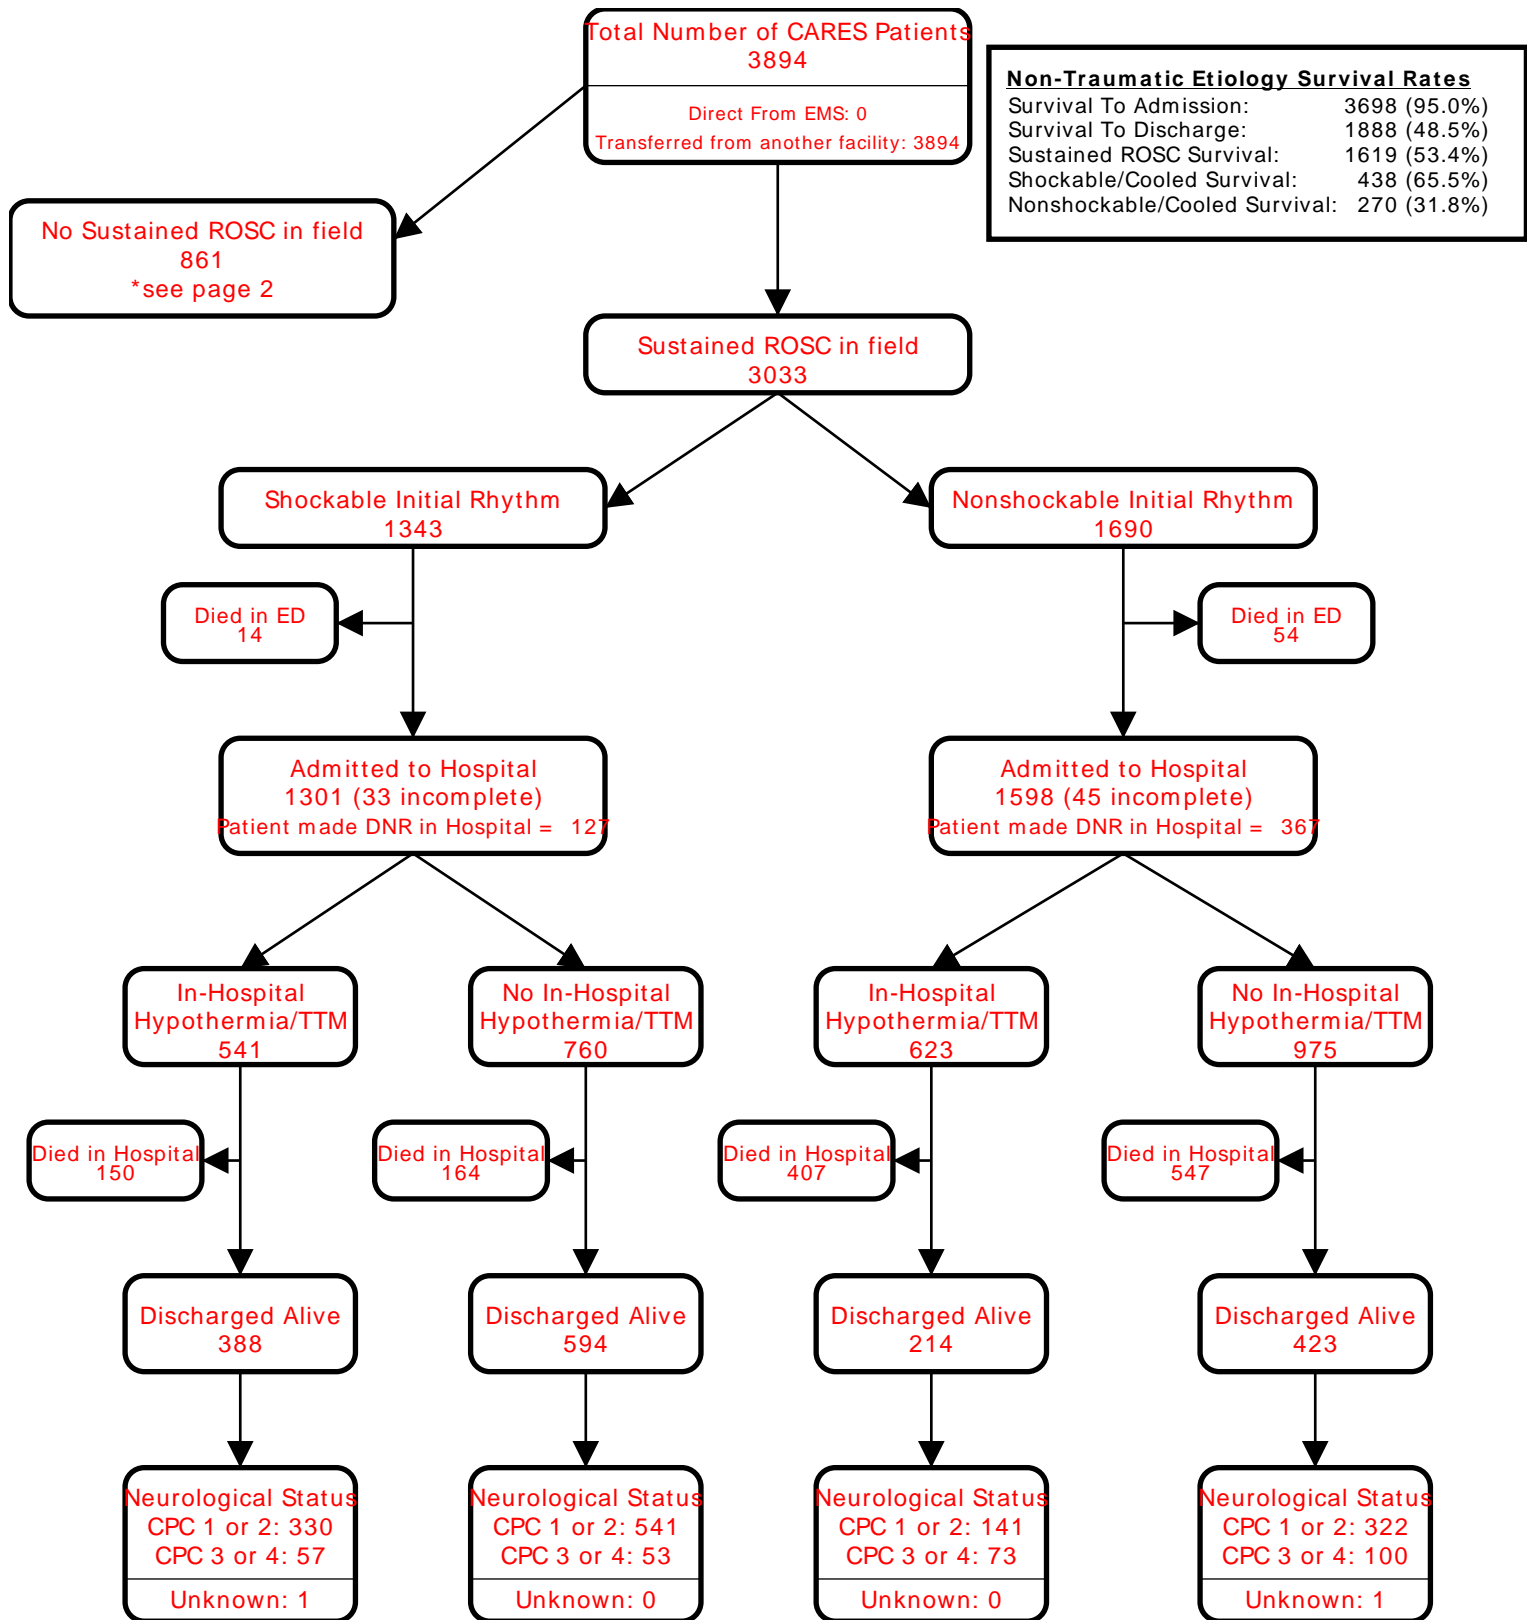 Total Number of CARES Patients
3894
Direct From EMS: 0
Transferred from another facility: 3894
Non-Traumatic Etiology Survival Rates
Survival To Admission: 3698 (95.0%)
Survival To Discharge: 1888 (48.5%)
Sustained ROSC Survival: 1619 (53.4%)
Shockable/Cooled Survival: 438 (65.5%)
Nonshockable/Cooled Survival: 270 (31.8%)
No Sustained ROSC in field
861
*see page 2
Sustained ROSC in field
3033
Shockable Initial Rhythm
1343
Nonshockable Initial Rhythm
1690
Died in ED
14
Died in ED
54
Admitted to Hospital
1301 (33 incomplete)
Patient made DNR in Hospital = 127
Admitted to Hospital
1598 (45 incomplete)
Patient made DNR in Hospital = 367
In-Hospital
Hypothermia/TTM
541
No In-Hospital
Hypothermia/TTM
760
In-Hospital
Hypothermia/TTM
623
No In-Hospital
Hypothermia/TTM
975
Died in Hospital
150
Died in Hospital
164
Died in Hospital
407
Died in Hospital
547
Discharged Alive
388
Discharged Alive
594
Discharged Alive
214
Discharged Alive
423
Neurological Status
CPC 1 or 2: 330
CPC 3 or 4: 57
Unknown: 1
Neurological Status
CPC 1 or 2: 541
CPC 3 or 4: 53
Unknown: 0
Neurological Status
CPC 1 or 2: 141
CPC 3 or 4: 73
Unknown: 0
Neurological Status
CPC 1 or 2: 322
CPC 3 or 4: 100
Unknown: 1